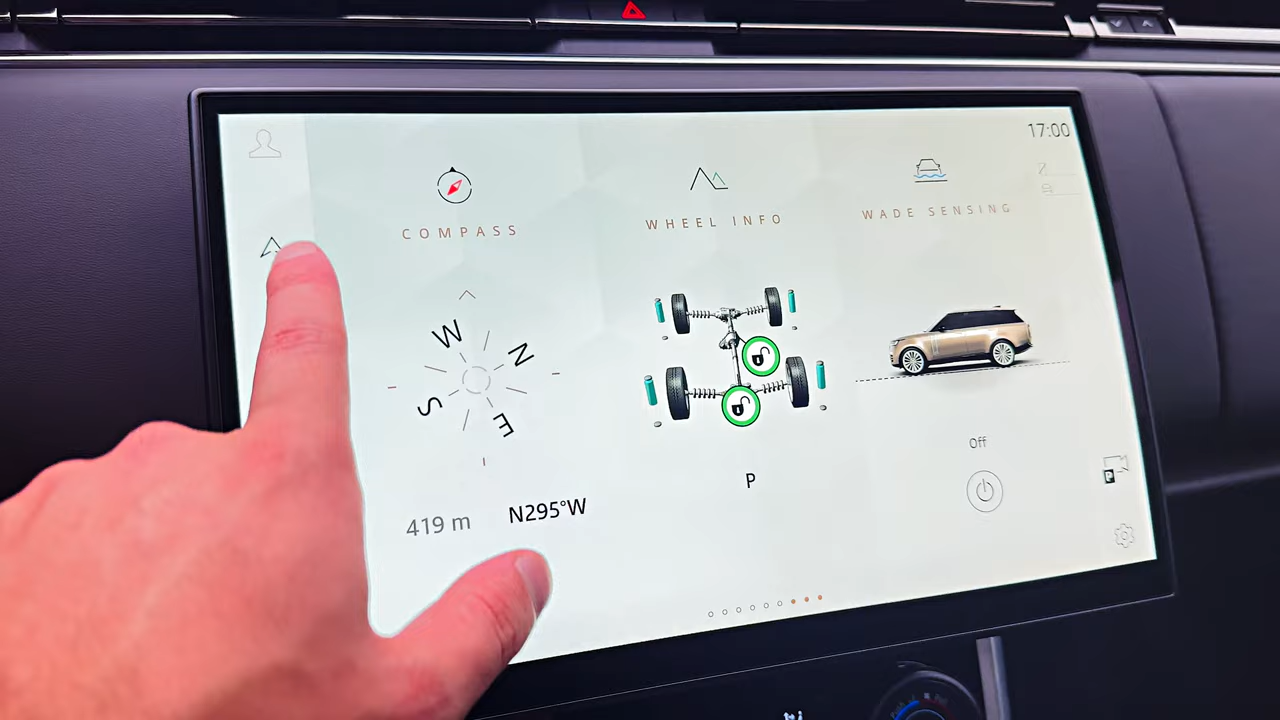 17:00
COMPASS
WHEEL INFO
WADE SENSING
W
N
S
E
Off
P
419 m
N295°W
P